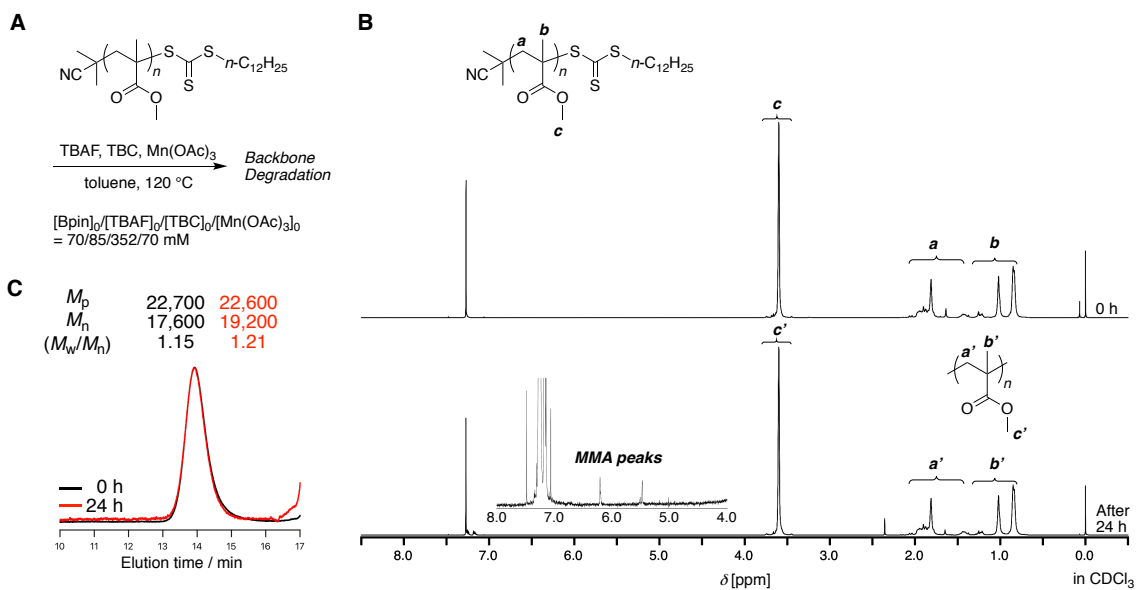 A
NC
n
S
S
S
n-C12H25
O
O
TBAF, TBC, Mn(OAc)3
toluene, 120 °C
Backbone
Degradation
[Bpin]0/[TBAF]0/[TBC]0/[Mn(OAc)3]0
= 70/85/352/70 mM
C
Mp 22,700 22,600
Mn 17,600 19,200
(Mw/Mn) 1.15 1.21
0 h
24 h
10 11 12 13 14 15 16 17
Elution time / min
B
a b
NC
n
S
S
S
n-C12H25
O
O
c
c
a
b
0 h
c'
a' b'
n
O
O
c'
MMA peaks
8.0 7.0 6.0 5.0 4.0
a'
b'
After
24 h
8.0 7.0 6.0 5.0 4.0 3.0 2.0 1.0 0.0
δ [ppm]
in CDCl3